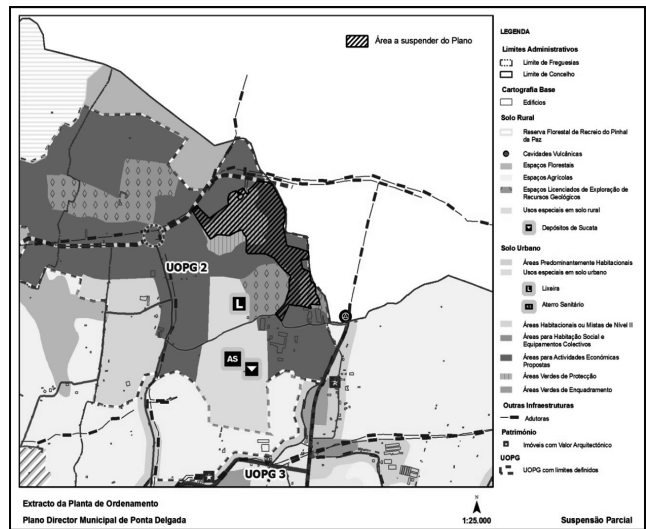 Área a suspender do Plano
UOPG 2
L
AS
UOPG 3
LEGENDA
Limites Administrativos
Limite de Freguesias
Limite de Concelho
Cartografia Base
Edifícios
Solo Rural
Reserva Florestal de Recreio do Pinhal
da Paz
Cavidades Vulcânicas
Espaços Florestais
Espaços Agrícolas
Espaços Licenciados de Exploração de
Recursos Geológicos
Usos especiais em solo rural
Depósitos de Sucata
Solo Urbano
Áreas Predominantemente Habitacionais
Usos especiais em solo urbano
L
Lixeira
AS
Aterro Sanitário
Áreas Habitacionais ou Mistas de Nível II
Áreas para Habitação Social e
Equipamentos Colectivos
Áreas para Actividades Económicas
Propostas
Áreas Verdes de Protecção
Áreas Verdes de Enquadramento
Outras Infraestruturas
Adutoras
Património
Imóveis com Valor Arquitectónico
UOPG
UOPG com limites definidos
Extracto da Planta de Ordenamento
Plano Director Municipal de Ponta Delgada
N
1:25.000
Suspensão Parcial